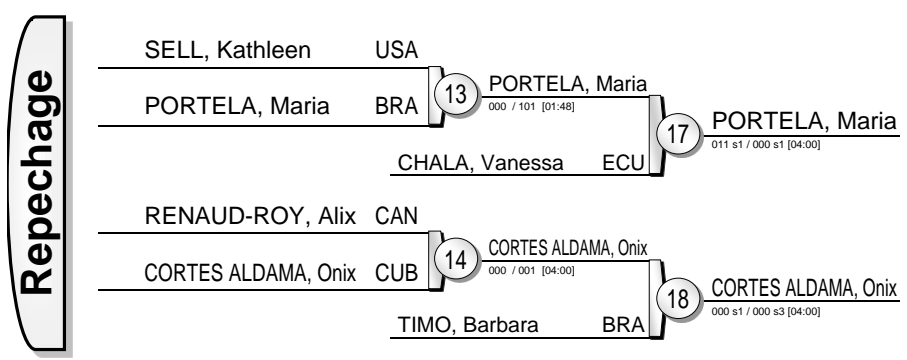 Repechage
SELL, Kathleen USA
PORTELA, Maria BRA
13
PORTELA, Maria
000 / 101 [01:48]
CHALA, Vanessa ECU
17
PORTELA, Maria
011 s1 / 000 s1 [04:00]
RENAUD-ROY, Alix CAN
CORTES ALDAMA, Onix CUB
14
CORTES ALDAMA, Onix
000 / 001 [04:00]
TIMO, Barbara BRA
18
CORTES ALDAMA, Onix
000 s1 / 000 s3 [04:00]